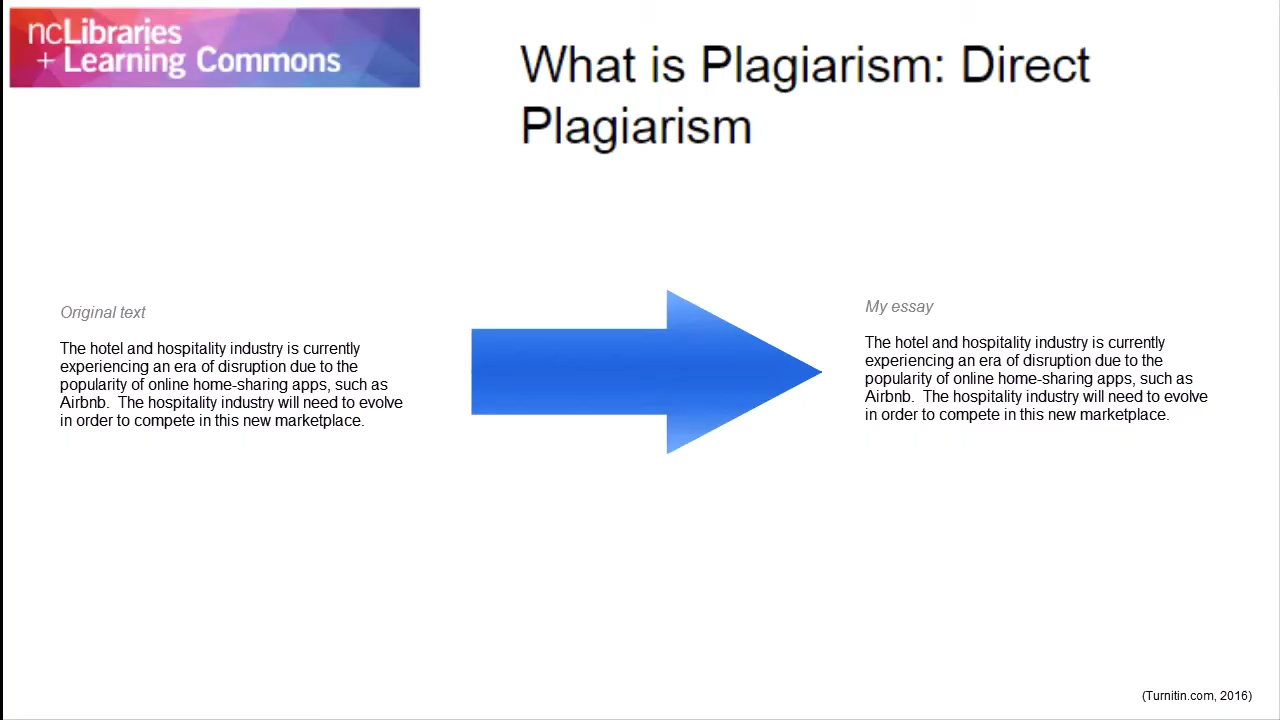 ncLibraries
+ Learning Commons
What is Plagiarism: Direct
Plagiarism
Original text
The hotel and hospitality industry is currently
experiencing an era of disruption due to the
popularity of online home-sharing apps, such as
Airbnb.  The hospitality industry will need to evolve
in order to compete in this new marketplace.
My essay
The hotel and hospitality industry is currently
experiencing an era of disruption due to the
popularity of online home-sharing apps, such as
Airbnb.  The hospitality industry will need to evolve
in order to compete in this new marketplace.
(Turnitin.com, 2016)